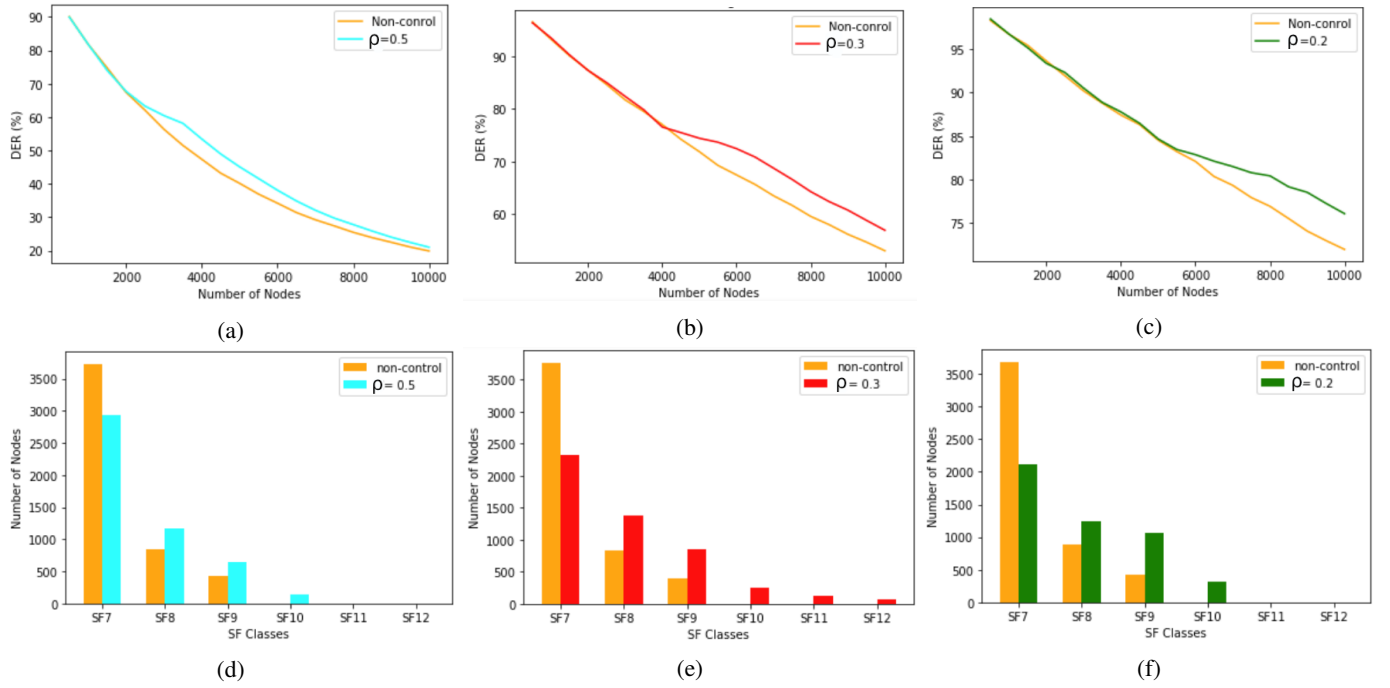 Non-conrol
ρ=0.5
DER (%)
90
80
70
60
50
40
30
20
2000 4000 6000 8000 10000
Number of Nodes
(a)
Non-conrol
ρ=0.3
DER (%)
90
80
70
60
2000 4000 6000 8000 10000
Number of Nodes
(b)
Non-conrol
ρ=0.2
DER (%)
95
90
85
80
75
2000 4000 6000 8000 10000
Number of Nodes
(c)
non-control
ρ= 0.5
Number of Nodes
3500
3000
2500
2000
1500
1000
500
0
SF7 SF8 SF9 SF10 SF11 SF12
SF Classes
(d)
non-control
ρ = 0.3
Number of Nodes
3500
3000
2500
2000
1500
1000
500
0
SF7 SF8 SF9 SF10 SF11 SF12
SF Classes
(e)
non-control
ρ= 0.2
Number of Nodes
3500
3000
2500
2000
1500
1000
500
0
SF7 SF8 SF9 SF10 SF11 SF12
SF Classes
(f)